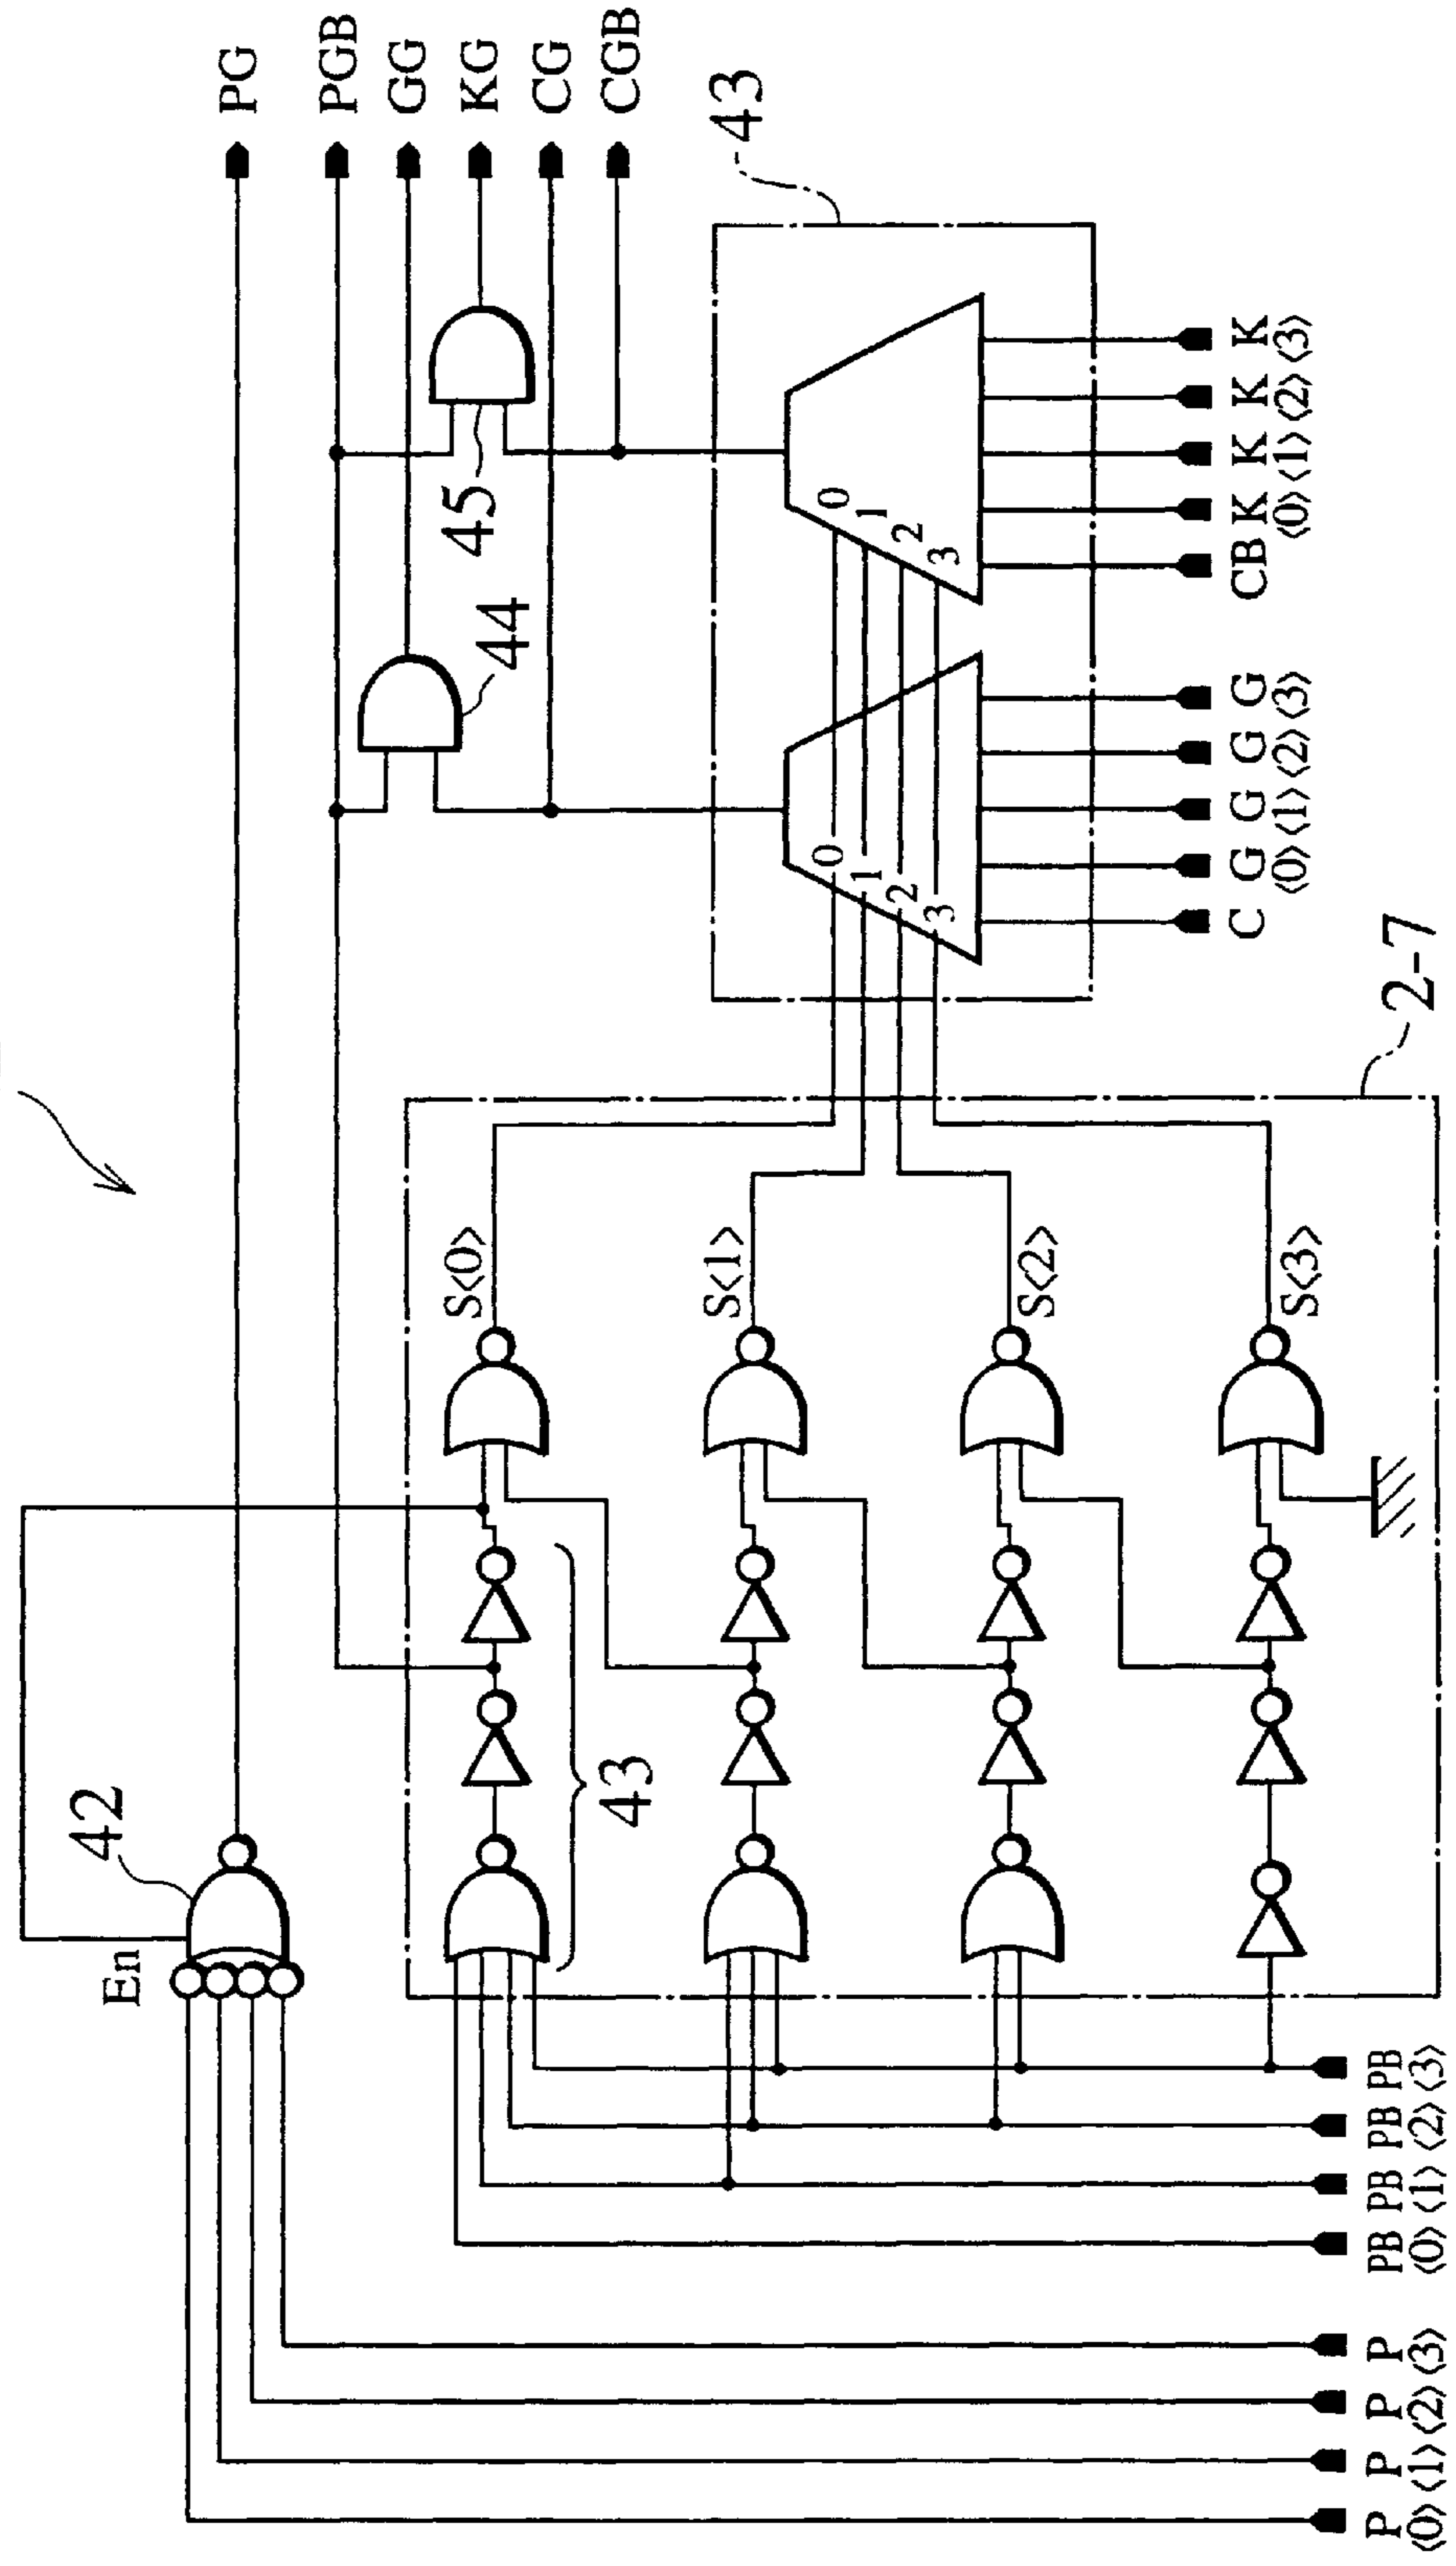 PG
PGB
GG
KG
CG
CGB
43
45
44
42
En
43
S⟨0⟩
S⟨1⟩
S⟨2⟩
S⟨3⟩
0
1
2
3
0
1
2
3
2-7
P P P P PB PB PB PB
⟨0⟩ ⟨1⟩ ⟨2⟩ ⟨3⟩ ⟨0⟩ ⟨1⟩ ⟨2⟩ ⟨3⟩
C G G G G CB K K K K
⟨0⟩ ⟨1⟩ ⟨2⟩ ⟨3⟩ ⟨0⟩ ⟨1⟩ ⟨2⟩ ⟨3⟩